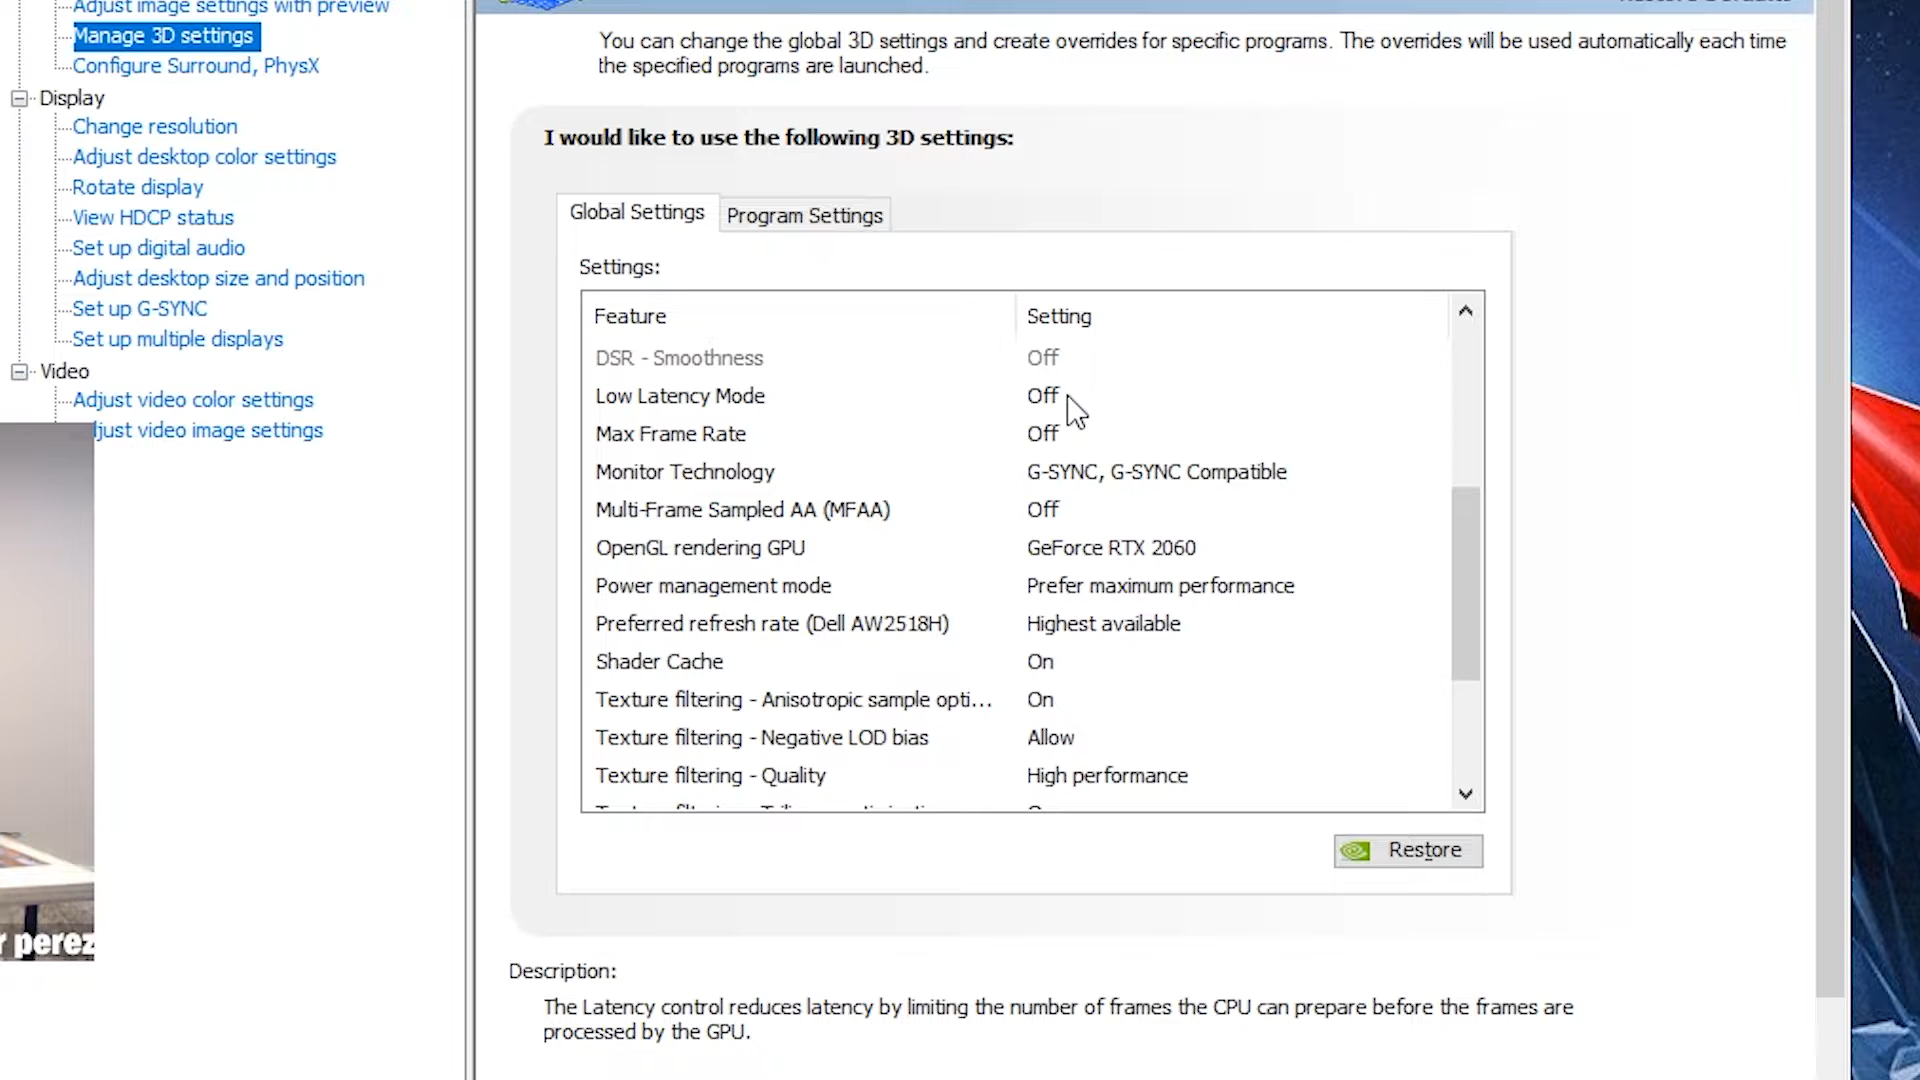 Adjust image settings with preview
Manage 3D settings
Configure Surround, PhysX
Display
Change resolution
Adjust desktop color settings
Rotate display
View HDCP status
Set up digital audio
Adjust desktop size and position
Set up G-SYNC
Set up multiple displays
Video
Adjust video color settings
djust video image settings
r perez
You can change the global 3D settings and create overrides for specific programs. The overrides will be used automatically each time
the specified programs are launched.
I would like to use the following 3D settings:
Global Settings Program Settings
Settings:
Feature Setting
DSR - Smoothness Off
Low Latency Mode Off
Max Frame Rate Off
Monitor Technology G-SYNC, G-SYNC Compatible
Multi-Frame Sampled AA (MFAA) Off
OpenGL rendering GPU GeForce RTX 2060
Power management mode Prefer maximum performance
Preferred refresh rate (Dell AW2518H) Highest available
Shader Cache On
Texture filtering - Anisotropic sample opti... On
Texture filtering - Negative LOD bias Allow
Texture filtering - Quality High performance
Restore
Description:
The Latency control reduces latency by limiting the number of frames the CPU can prepare before the frames are
processed by the GPU.